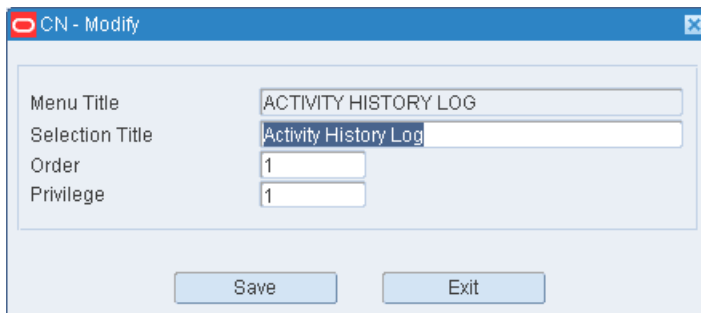 CN - Modify
Menu Title ACTIVITY HISTORY LOG
Selection Title Activity History Log
Order 1
Privilege 1
Save Exit